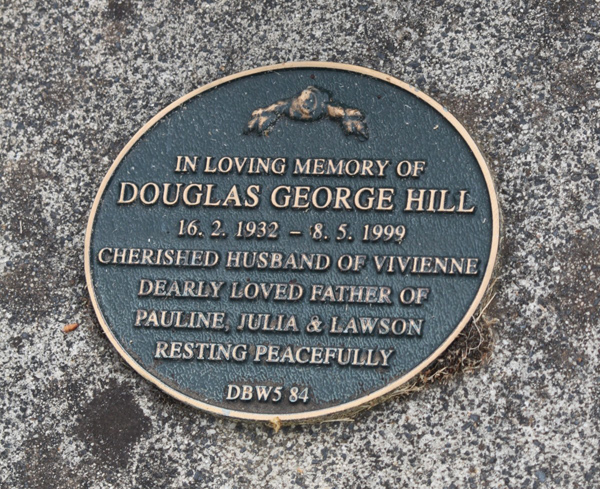 IN LOVING MEMORY OF
DOUGLAS GEORGE HILL
16. 2. 1932 – 8. 5. 1999
CHERISHED HUSBAND OF VIVIENNE
DEARLY LOVED FATHER OF
PAULINE, JULIA & LAWSON
RESTING PEACEFULLY
DBW5 84